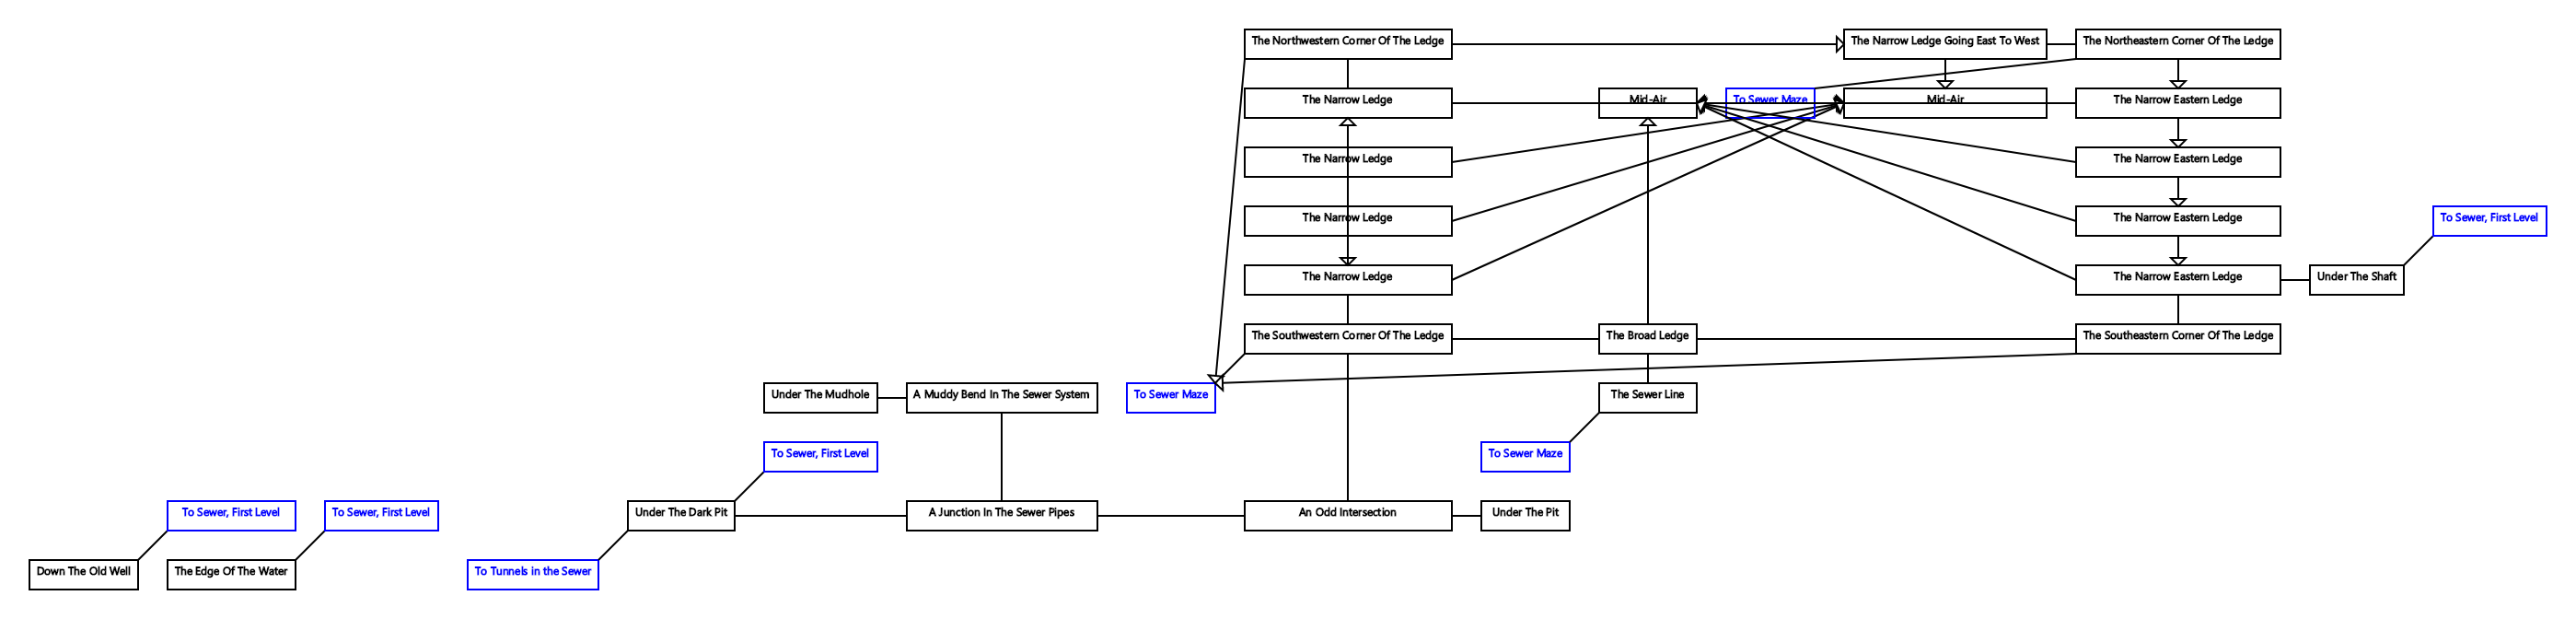 The Northwestern Corner Of The Ledge
The Narrow Ledge Going East To West
The Northeastern Corner Of The Ledge
The Narrow Ledge
Mid-Air
To Sewer Maze
Mid-Air
The Narrow Eastern Ledge
The Narrow Ledge
The Narrow Eastern Ledge
The Narrow Ledge
The Narrow Eastern Ledge
To Sewer, First Level
The Narrow Ledge
The Narrow Eastern Ledge
Under The Shaft
The Southwestern Corner Of The Ledge
The Broad Ledge
The Southeastern Corner Of The Ledge
Under The Mudhole
A Muddy Bend In The Sewer System
To Sewer Maze
The Sewer Line
To Sewer, First Level
To Sewer Maze
To Sewer, First Level
To Sewer, First Level
Under The Dark Pit
A Junction In The Sewer Pipes
An Odd Intersection
Under The Pit
Down The Old Well
The Edge Of The Water
To Tunnels in the Sewer